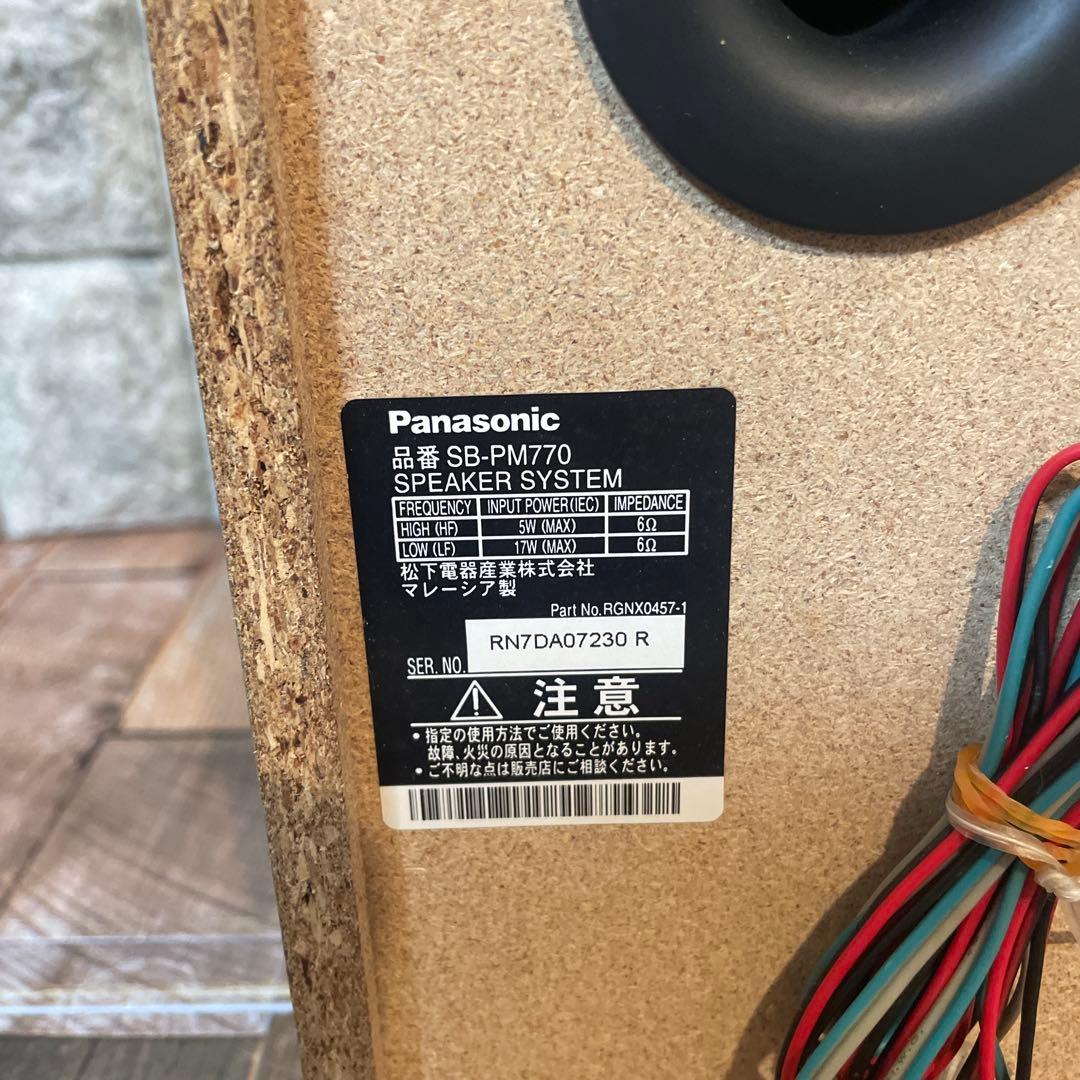 Panasonic
品番 SB-PM770
SPEAKER SYSTEM
FREQUENCY INPUT POWER(IEC) IMPEDANCE
HIGH (HF) 5W (MAX) 6Ω
LOW (LF) 17W (MAX) 6Ω
松下電器産業株式会社
マレーシア製
Part No.RGNX0457-1
SER. NO. RN7DA07230 R
注意
• 指定の使用方法でご使用ください。
故障、火災の原因となることがあります。
• ご不明な点は販売店にご相談ください。